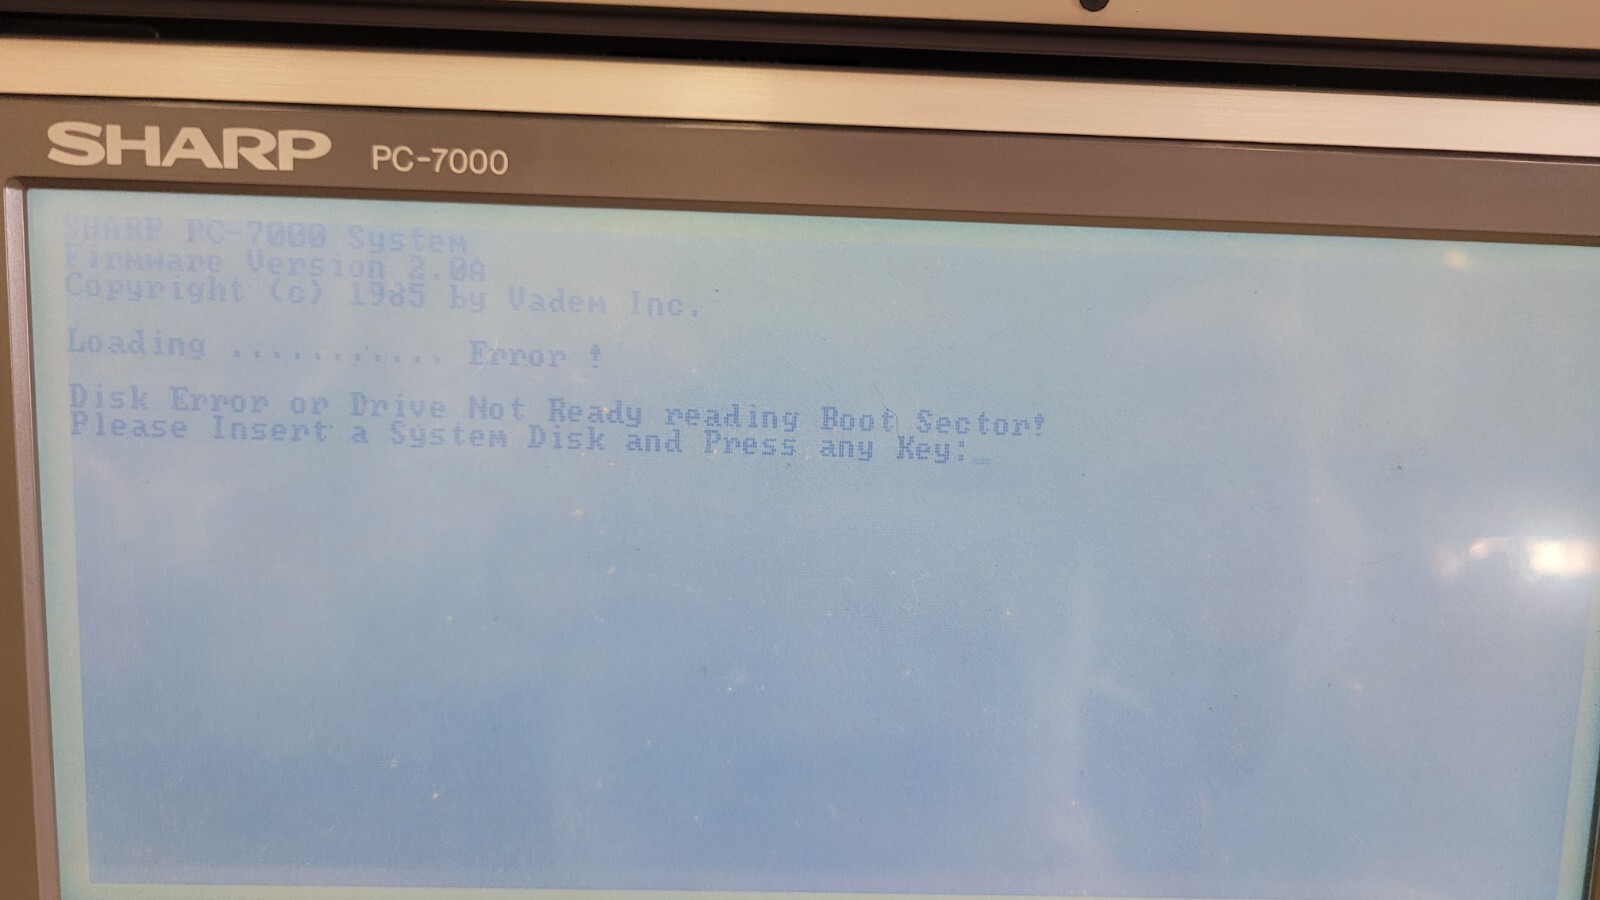 SHARP PC-7000
SHARP PC-7000 System
Firmware Version 2.0A
Copyright (c) 1985 by Vadem Inc.
Loading ........... Error !
Disk Error or Drive Not Ready reading Boot Sector!
Please Insert a System Disk and Press any Key:_